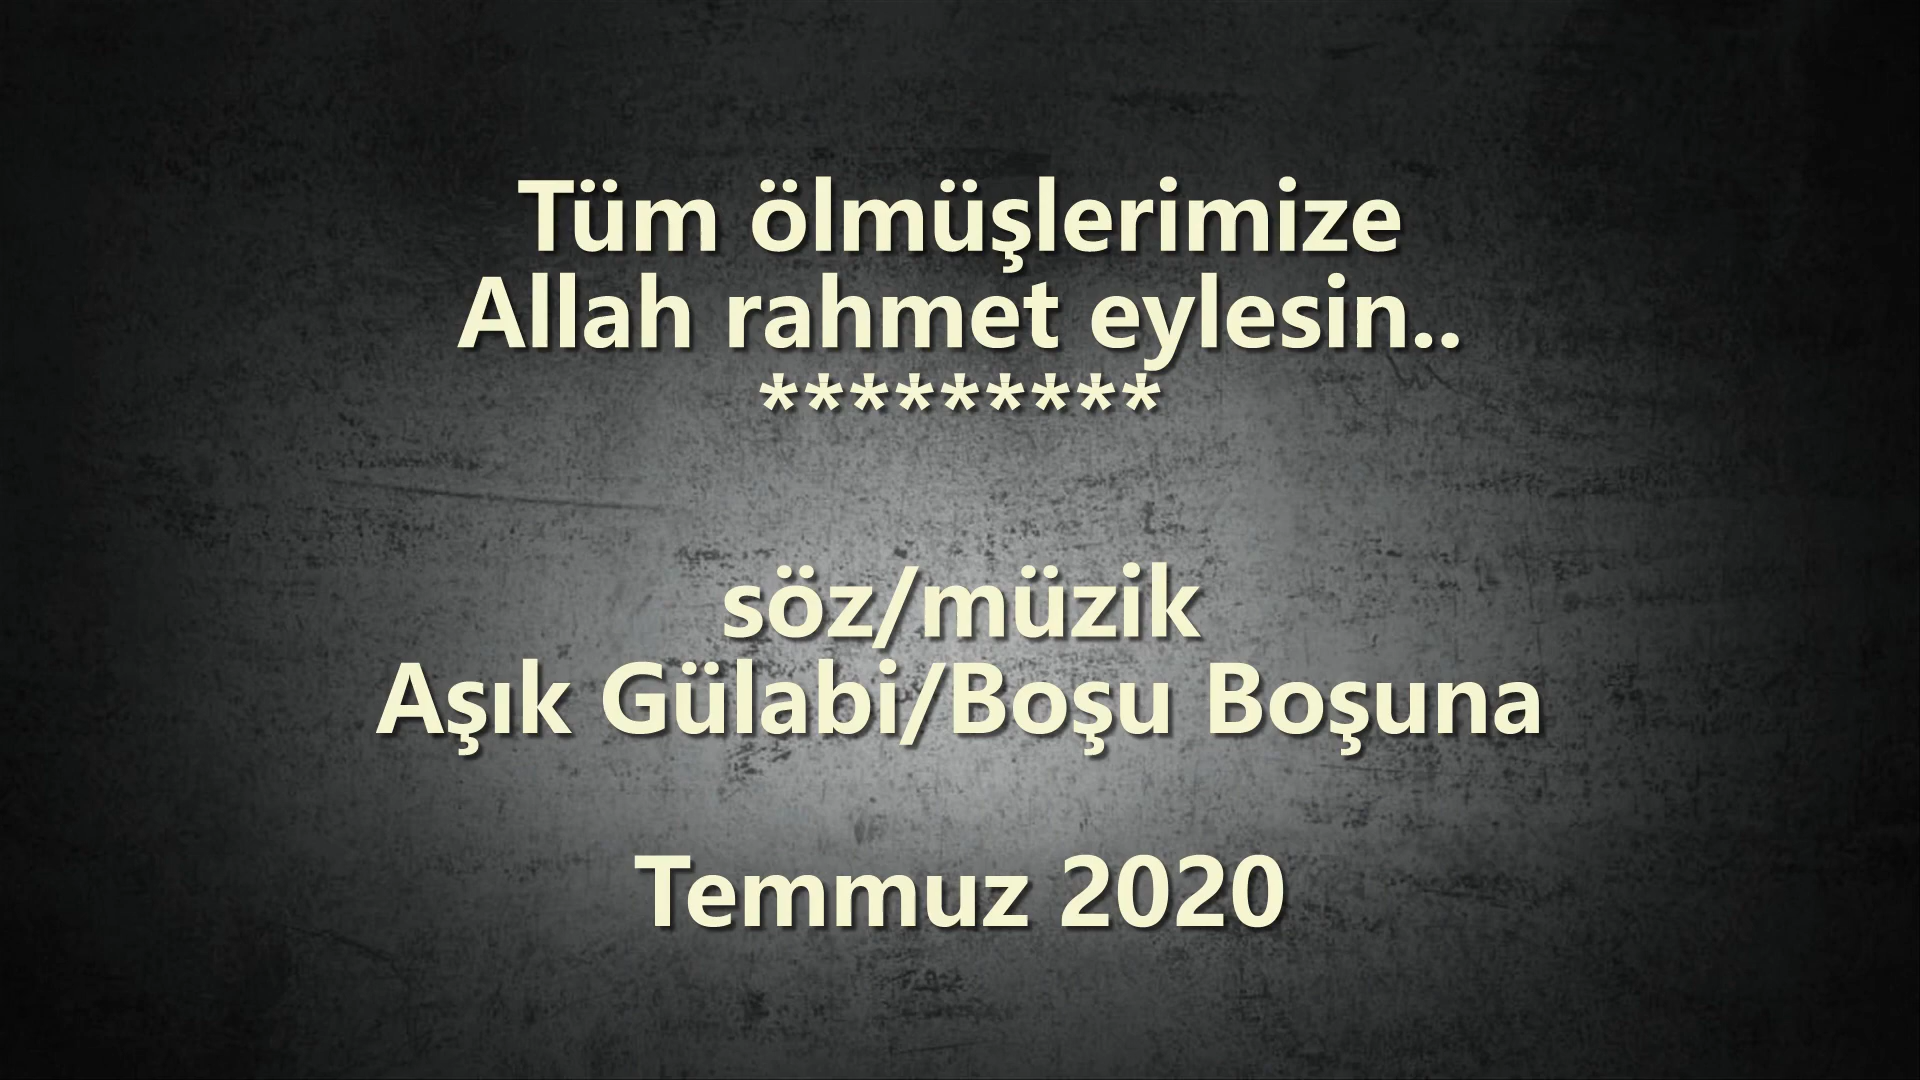 Tüm ölmüşlerimize
Allah rahmet eylesin..
*********
söz/müzik
Aşık Gülabi/Boşu Boşuna
Temmuz 2020